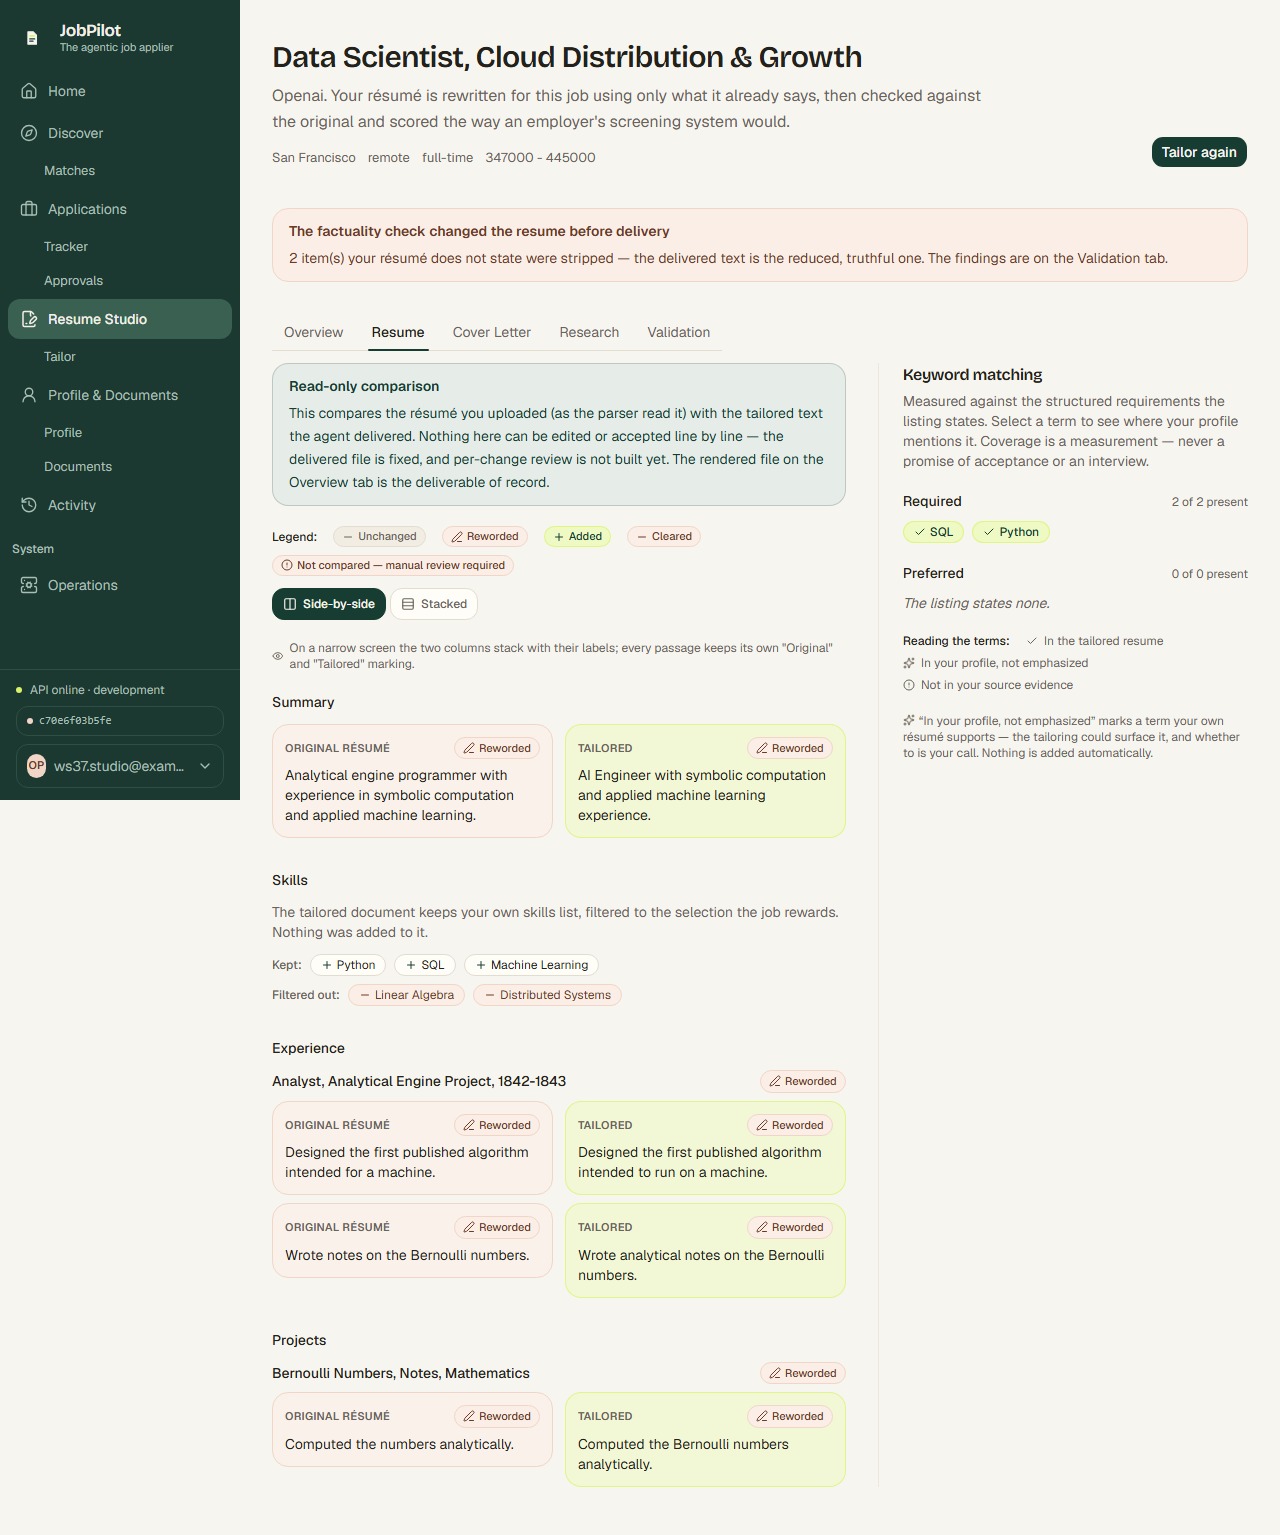 JobPilot
The agentic job applier
Home
Discover
Matches
Applications
Tracker
Approvals
Resume Studio
Tailor
Profile & Documents
Profile
Documents
Activity
System
Operations
API online · development
c70e6f03b5fe
OP ws37.studio@exam...
Data Scientist, Cloud Distribution & Growth
Openai. Your résumé is rewritten for this job using only what it already says, then checked against
the original and scored the way an employer's screening system would.
San Francisco remote full-time 347000 - 445000
Tailor again
The factuality check changed the resume before delivery
2 item(s) your résumé does not state were stripped — the delivered text is the reduced, truthful one. The findings are on the Validation tab.
Overview Resume Cover Letter Research Validation
Read-only comparison
This compares the résumé you uploaded (as the parser read it) with the tailored text
the agent delivered. Nothing here can be edited or accepted line by line — the
delivered file is fixed, and per-change review is not built yet. The rendered file on the
Overview tab is the deliverable of record.
Legend: Unchanged Reworded Added Cleared
Not compared — manual review required
Side-by-side Stacked
On a narrow screen the two columns stack with their labels; every passage keeps its own "Original"
and "Tailored" marking.
Summary
ORIGINAL RÉSUMÉ Reworded
Analytical engine programmer with
experience in symbolic computation
and applied machine learning.
TAILORED Reworded
AI Engineer with symbolic computation
and applied machine learning
experience.
Skills
The tailored document keeps your own skills list, filtered to the selection the job rewards.
Nothing was added to it.
Kept: + Python + SQL + Machine Learning
Filtered out: — Linear Algebra — Distributed Systems
Experience
Analyst, Analytical Engine Project, 1842-1843 Reworded
ORIGINAL RÉSUMÉ Reworded
Designed the first published algorithm
intended for a machine.
TAILORED Reworded
Designed the first published algorithm
intended to run on a machine.
ORIGINAL RÉSUMÉ Reworded
Wrote notes on the Bernoulli numbers.
TAILORED Reworded
Wrote analytical notes on the Bernoulli
numbers.
Projects
Bernoulli Numbers, Notes, Mathematics Reworded
ORIGINAL RÉSUMÉ Reworded
Computed the numbers analytically.
TAILORED Reworded
Computed the Bernoulli numbers
analytically.
Keyword matching
Measured against the structured requirements the
listing states. Select a term to see where your profile
mentions it. Coverage is a measurement — never a
promise of acceptance or an interview.
Required 2 of 2 present
SQL Python
Preferred 0 of 0 present
The listing states none.
Reading the terms: In the tailored resume
In your profile, not emphasized
Not in your source evidence
“In your profile, not emphasized” marks a term your own
résumé supports — the tailoring could surface it, and whether
to is your call. Nothing is added automatically.